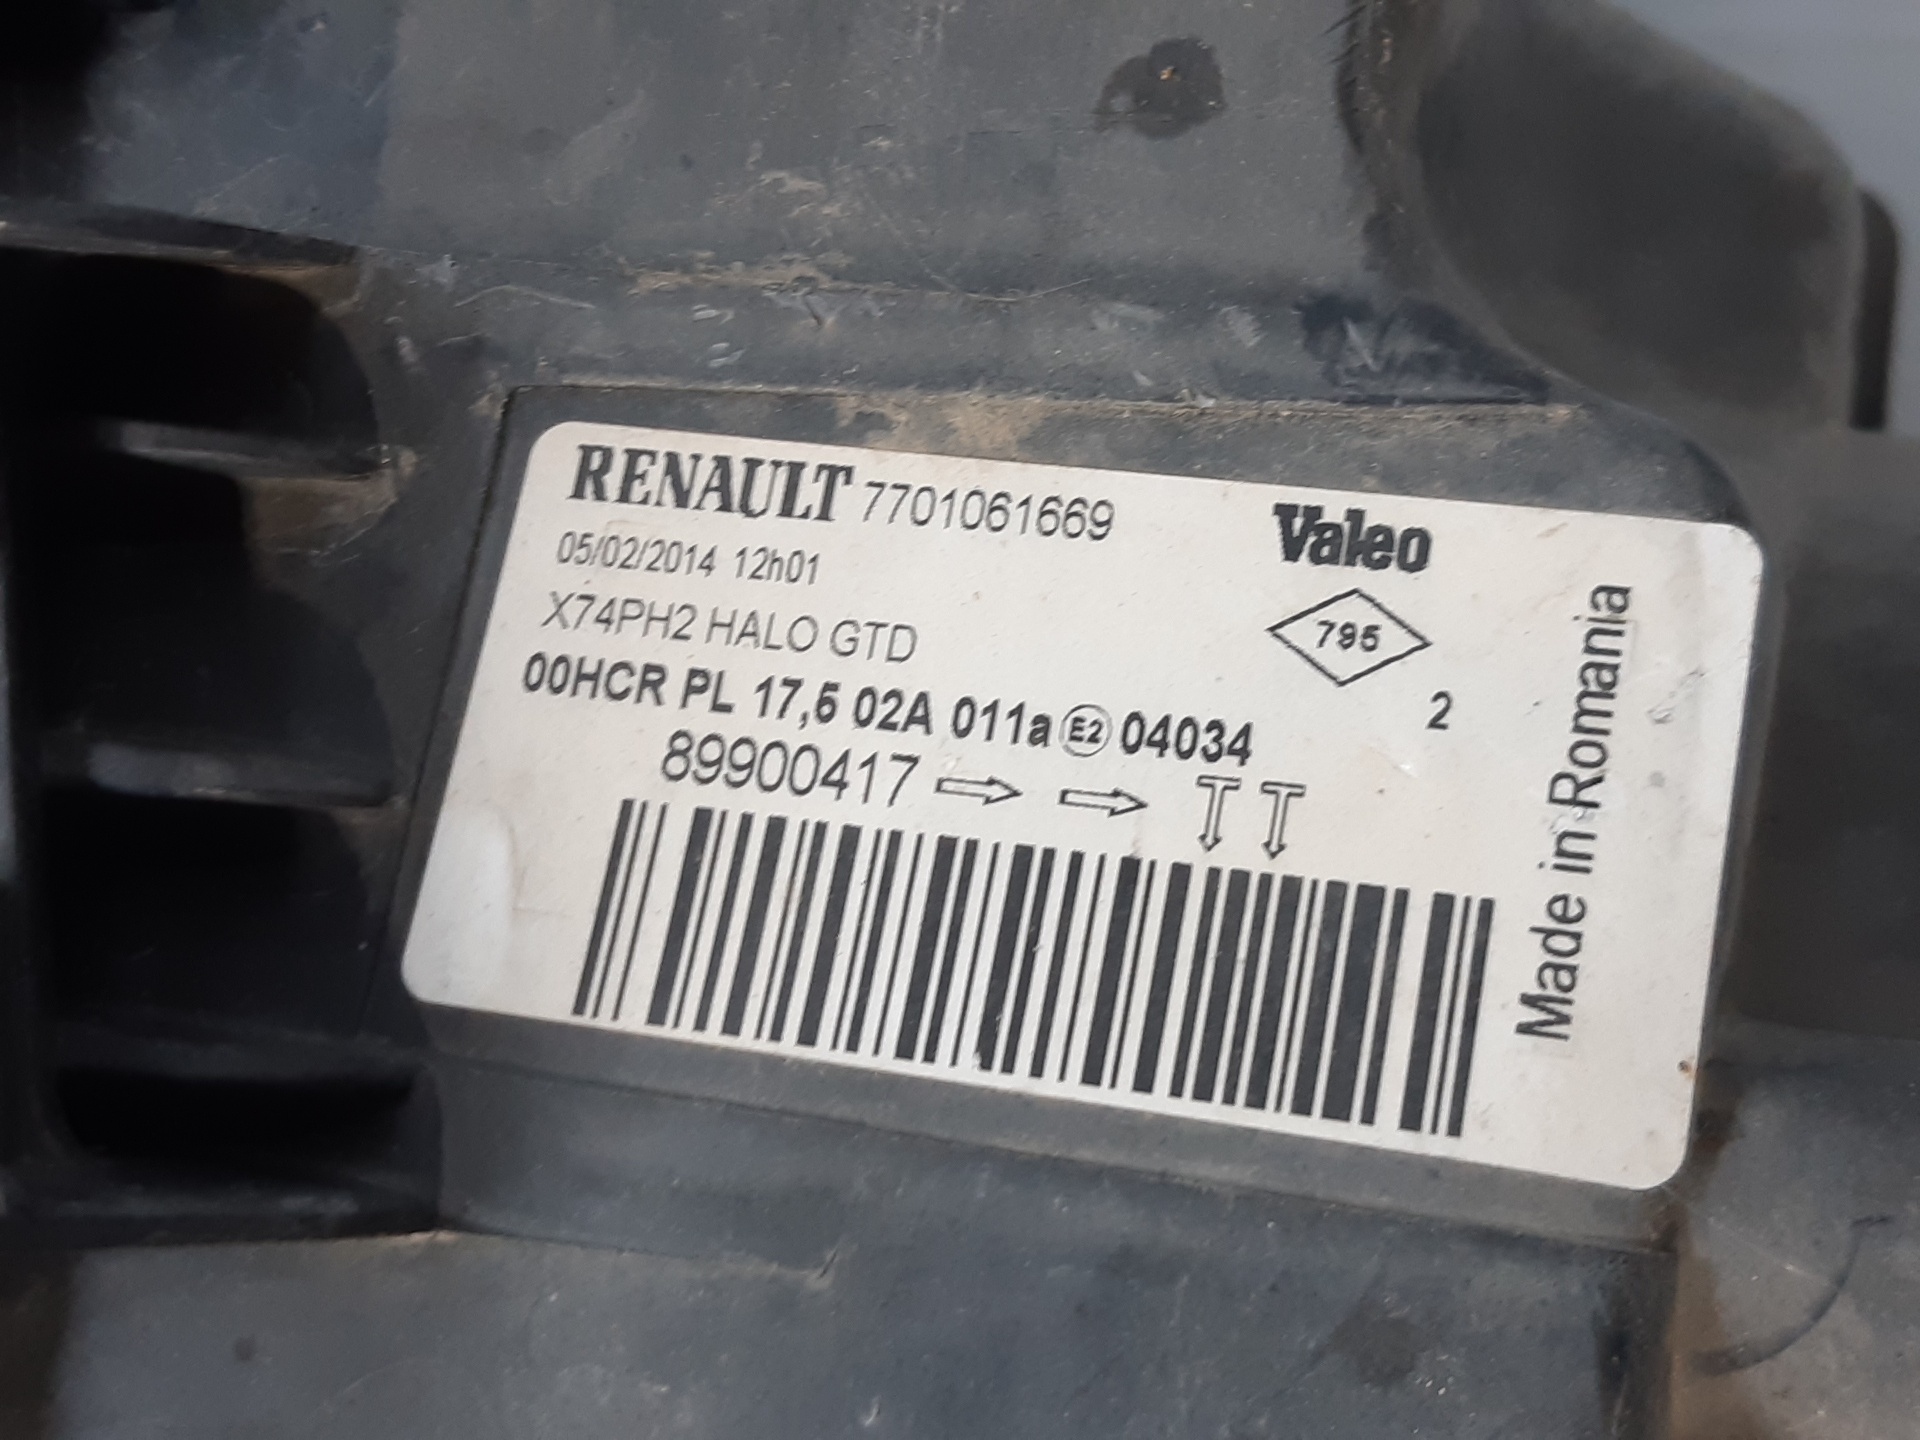 RENAULT 7701061669
Valeo
05/02/2014 12h01
795
X74PH2 HALO GTD
2
00HCR PL 17,5 02A 011a E2 04034
89900417
Made in Romania